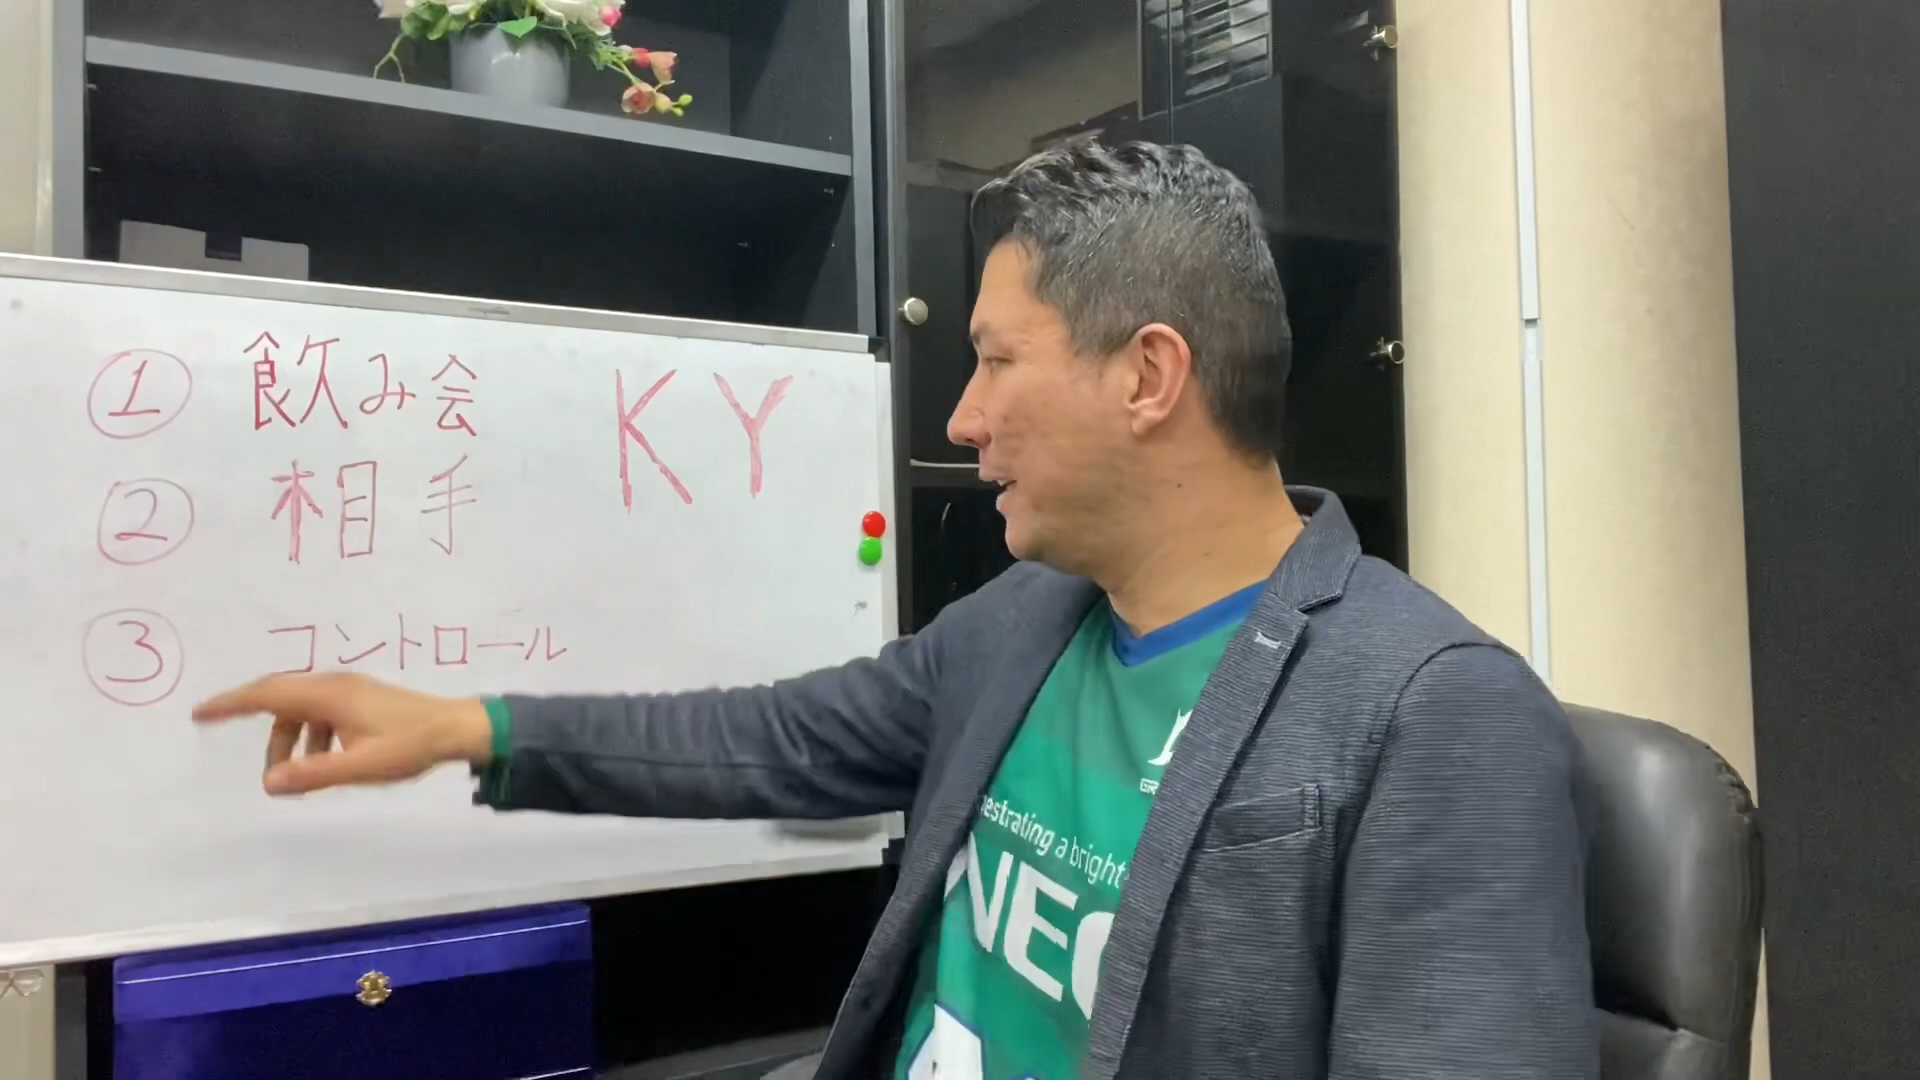 ① 飲み会
KY
② 相手
③ コントロール
estrating a bright
NEC